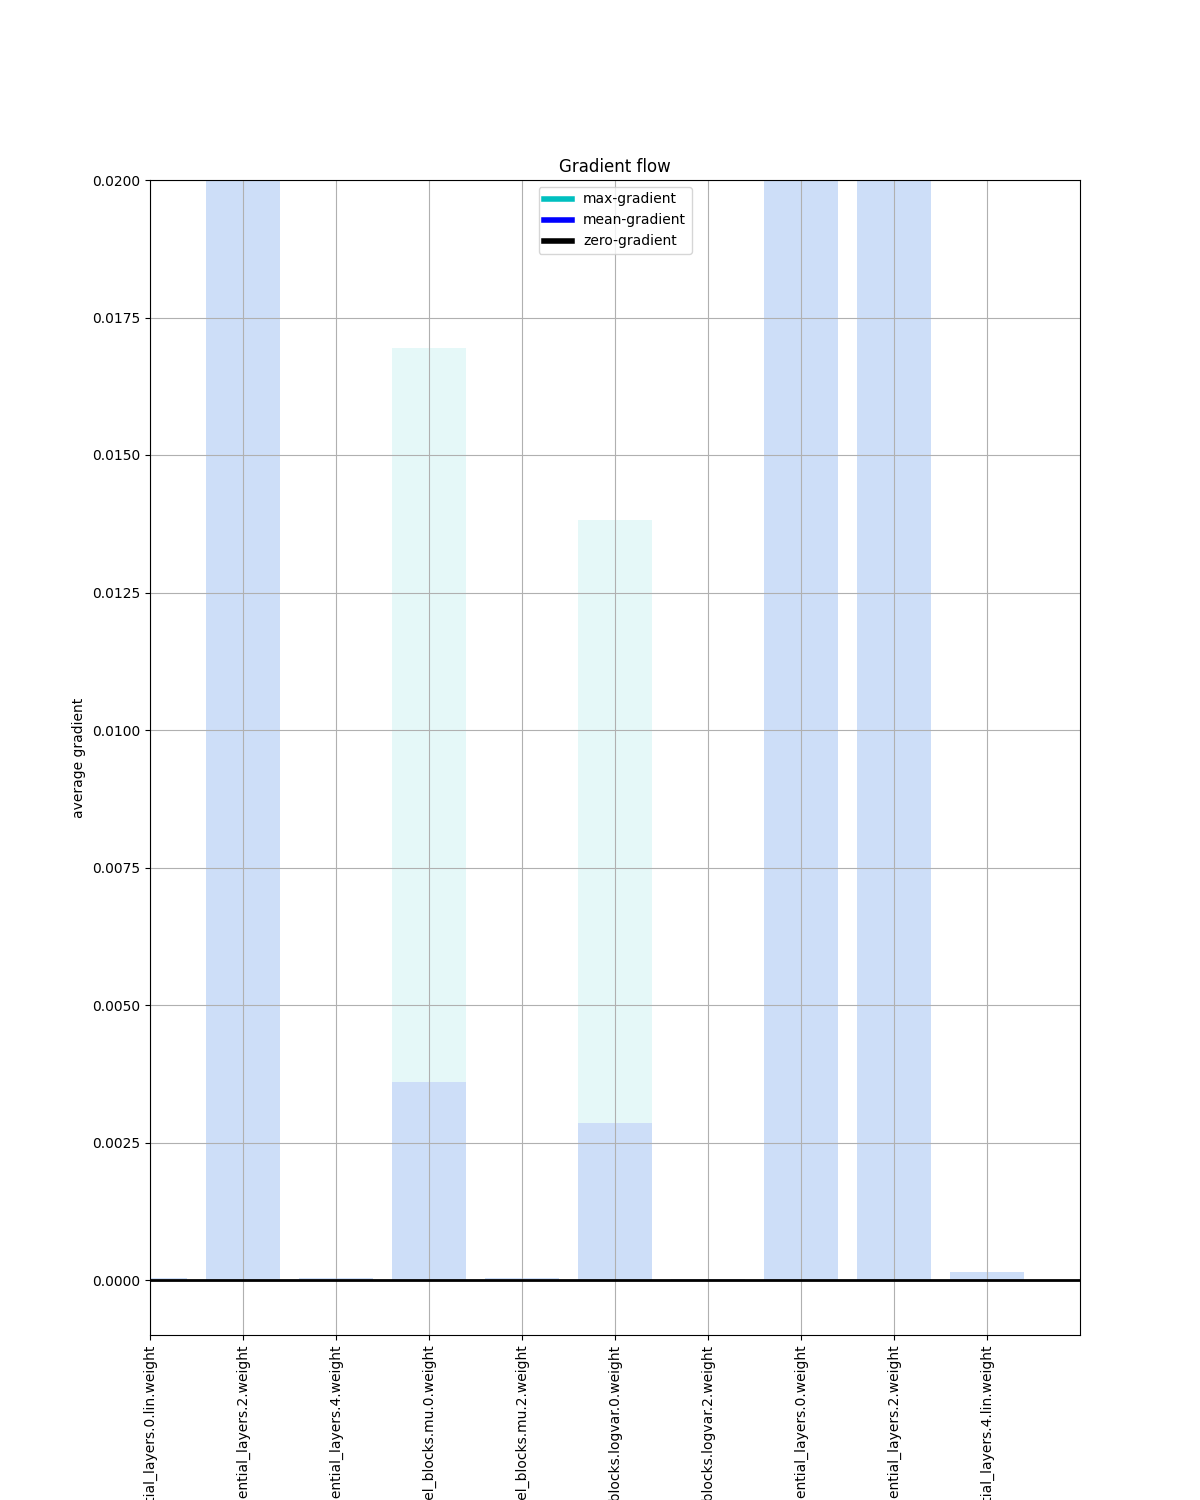 Gradient flow
max-gradient
mean-gradient
zero-gradient
0.0200
0.0175
0.0150
0.0125
0.0100
0.0075
0.0050
0.0025
0.0000
average gradient
tial_layers.0.lin.weight
ential_layers.2.weight
ential_layers.4.weight
el_blocks.mu.0.weight
el_blocks.mu.2.weight
blocks.logvar.0.weight
blocks.logvar.2.weight
ential_layers.0.weight
ential_layers.2.weight
tial_layers.4.lin.weight